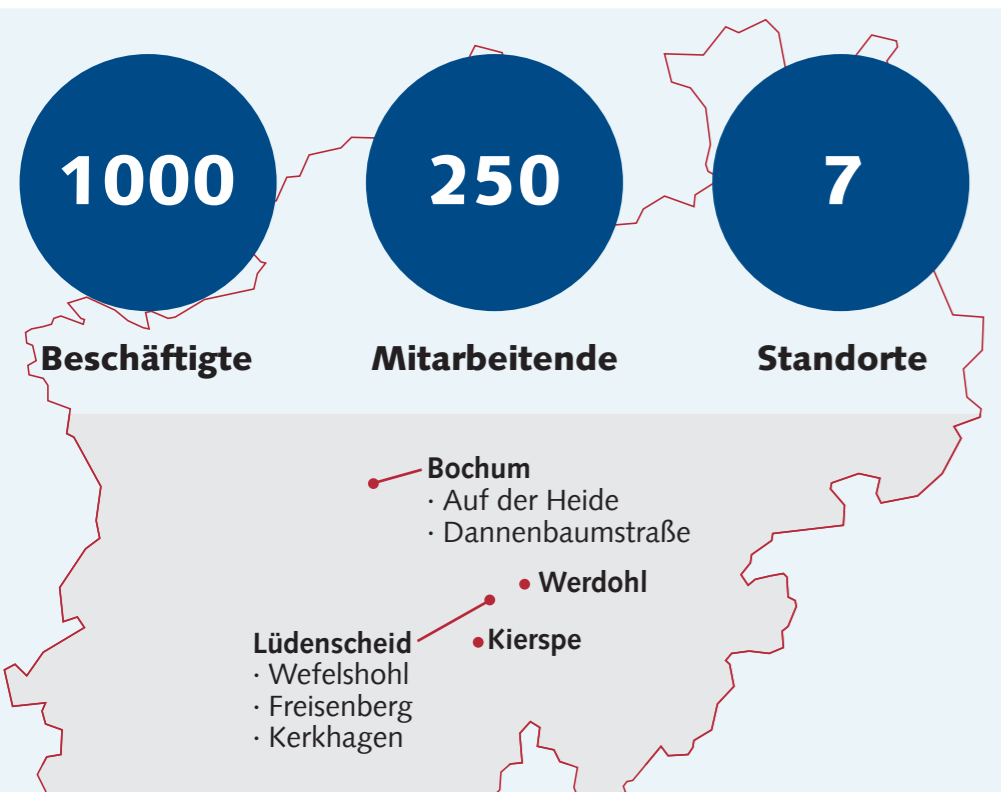 1000
250
7
Beschäftigte
Mitarbeitende
Standorte
Bochum
· Auf der Heide
· Dannenbaumstraße
Werdohl
Lüdenscheid
· Wefelshohl
· Freisenberg
· Kerkhagen
Kierspe